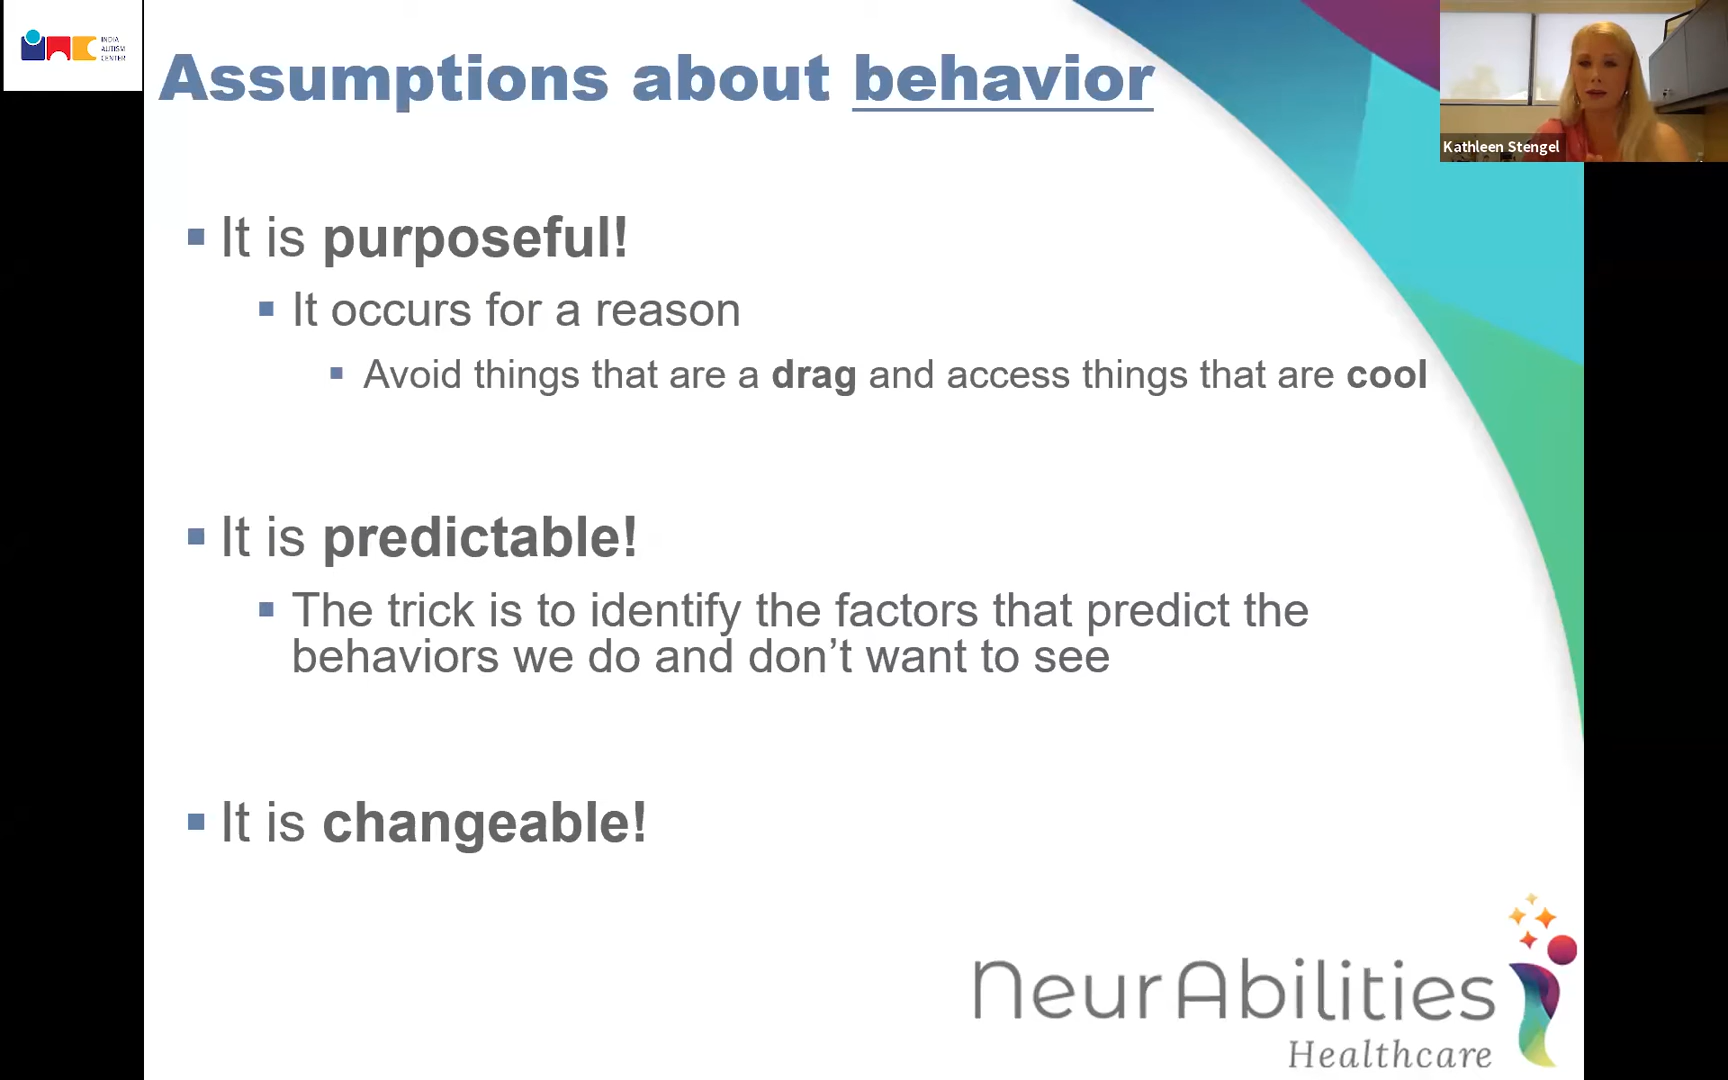 INDIA
AUTISM
CENTER
Assumptions about behavior
Kathleen Stengel
It is purposeful!
It occurs for a reason
Avoid things that are a drag and access things that are cool
It is predictable!
The trick is to identify the factors that predict the
behaviors we do and don't want to see
It is changeable!
NeurAbilities
Healthcare